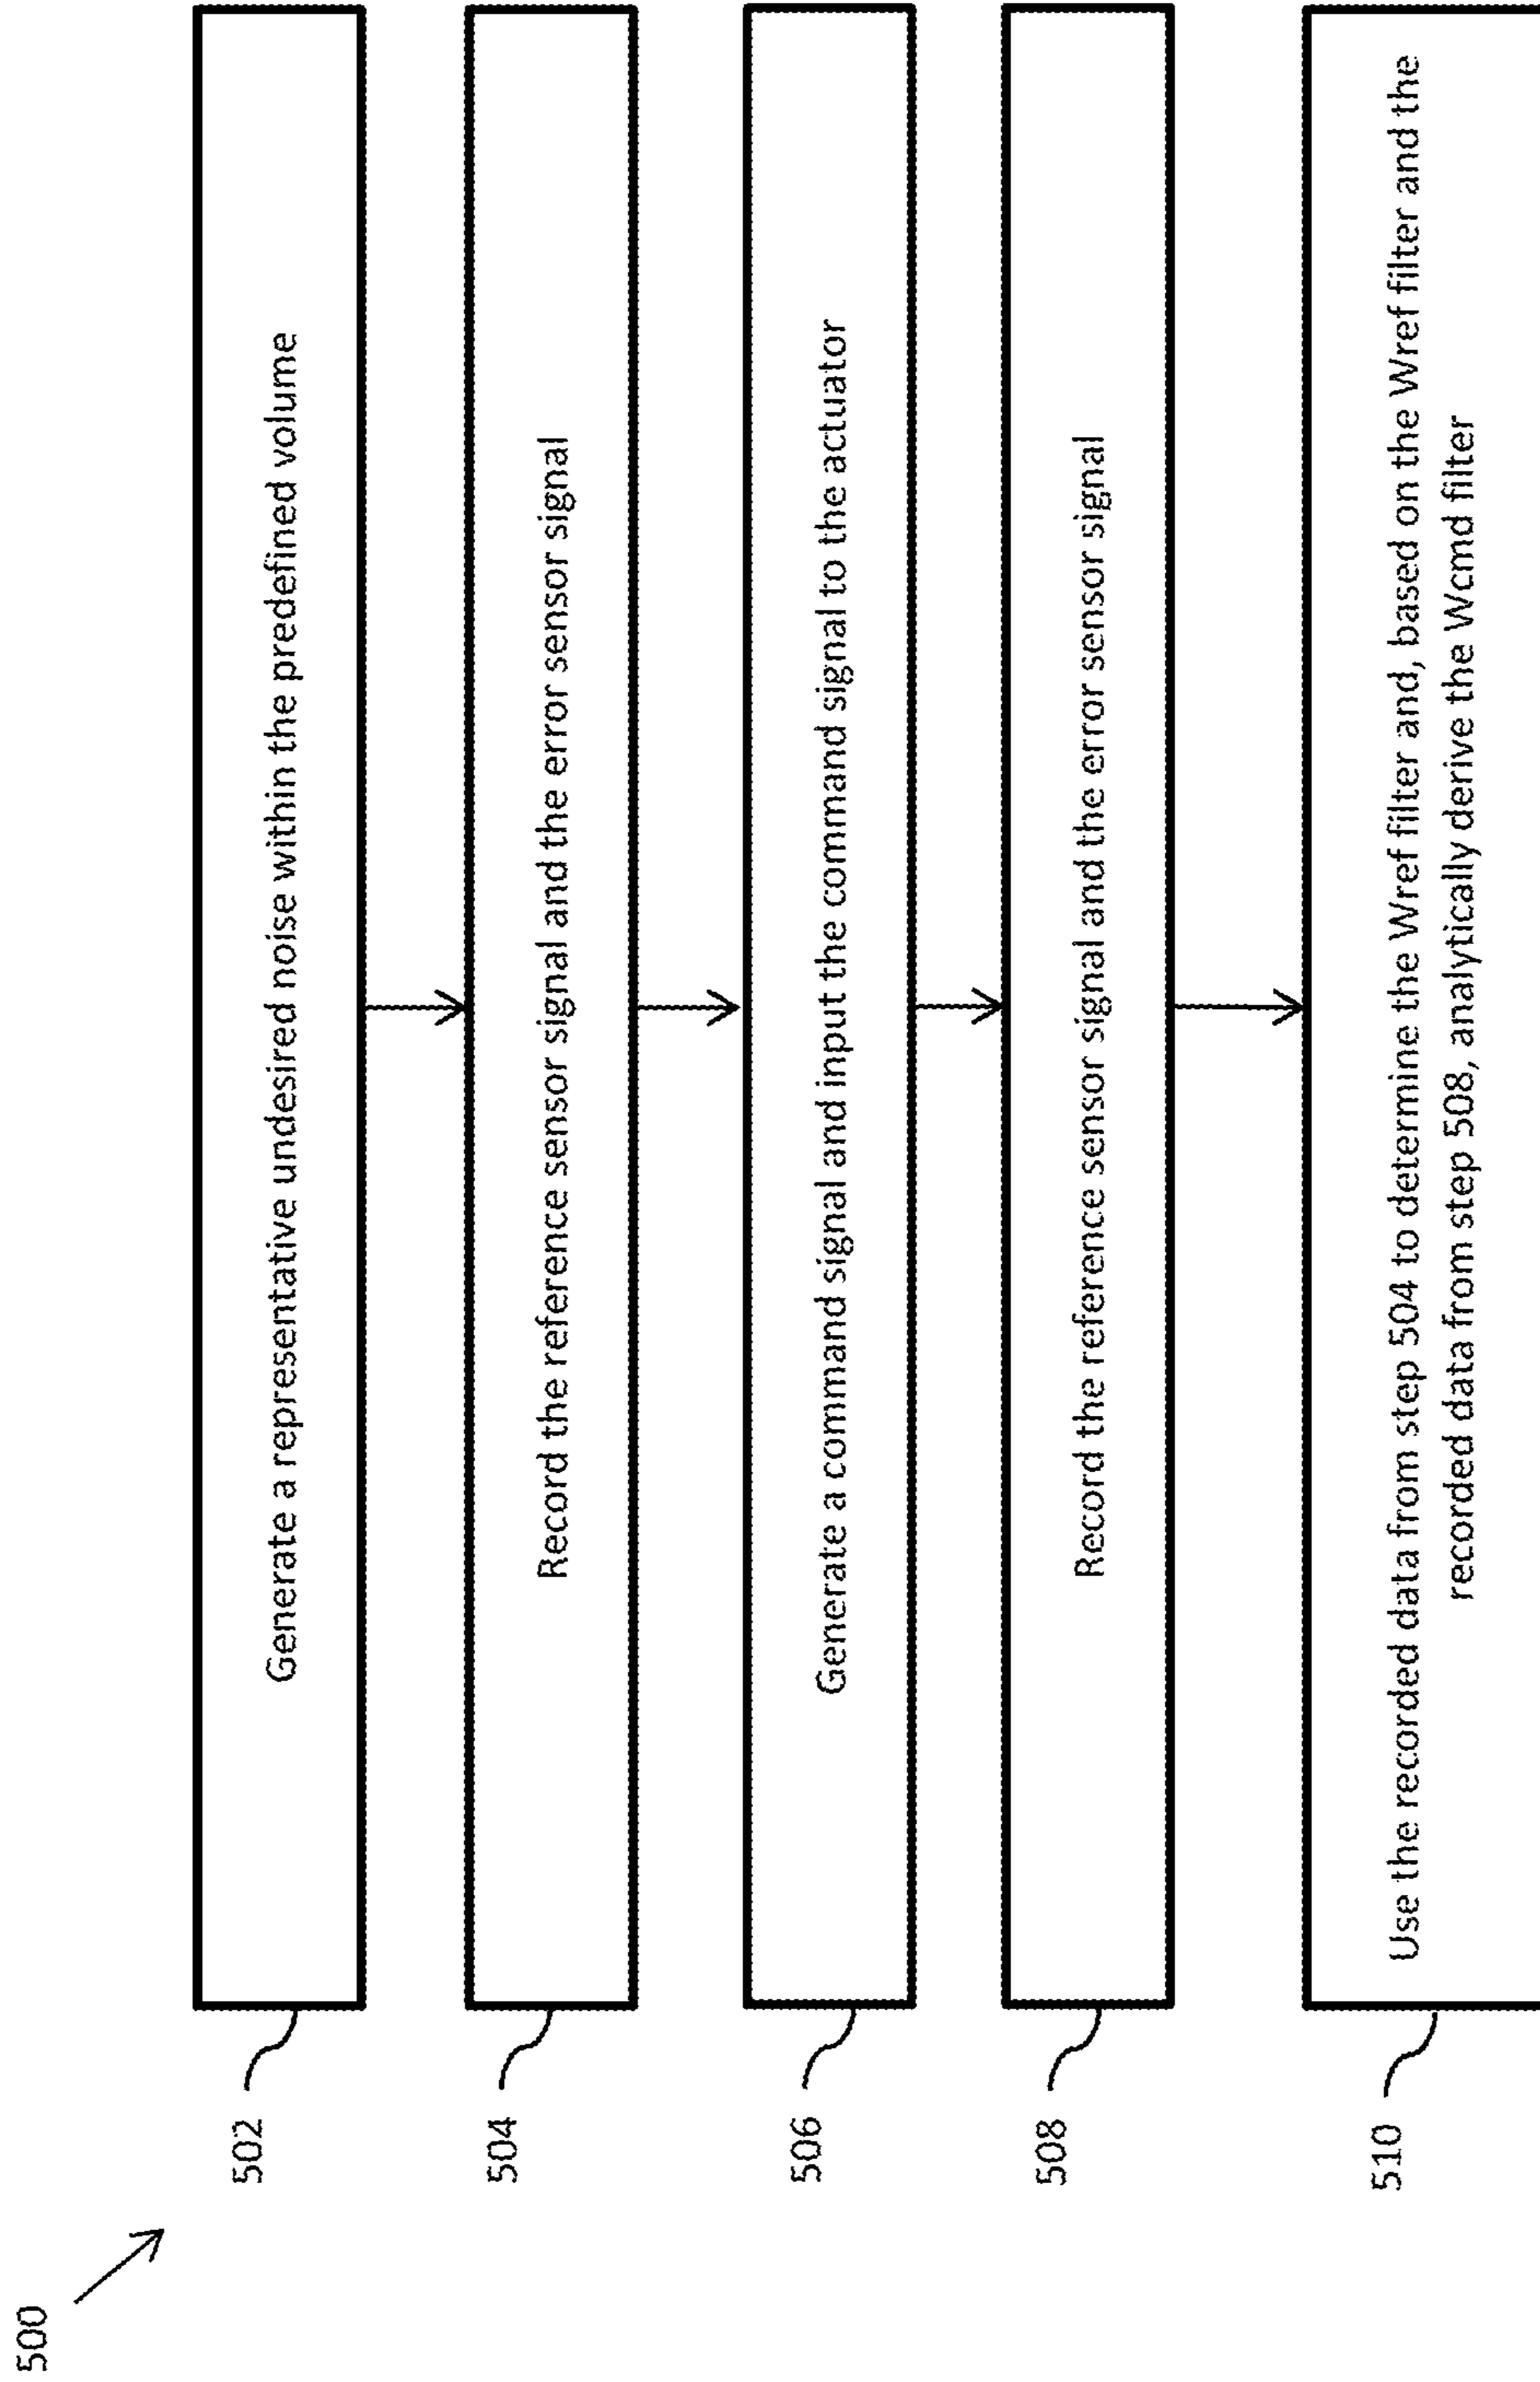 500
502
Generate a representative undesired noise within the predefined volume
504
Record the reference sensor signal and the error sensor signal
506
Generate a command signal and input the command signal to the actuator
508
Record the reference sensor signal and the error sensor signal
510
Use the recorded data from step 504 to determine the Wref filter and, based on the Wref filter and the
recorded data from step 508, analytically derive the Wcmd filter